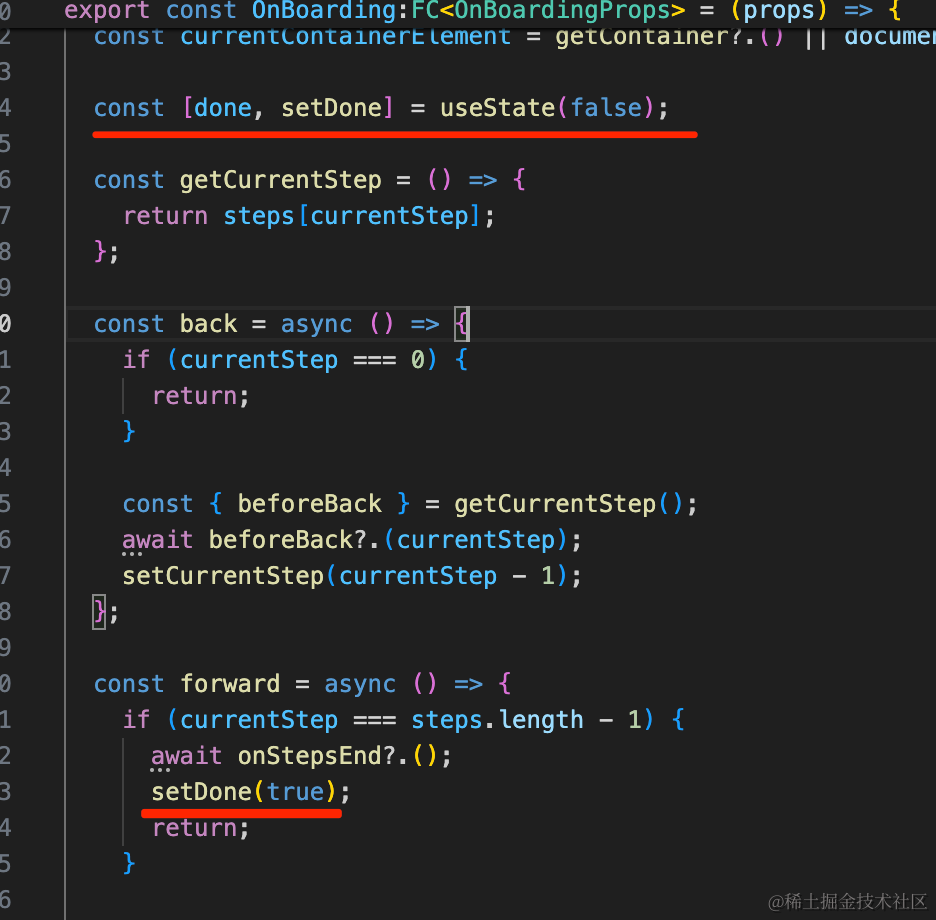 0 export const OnBoarding:FC<OnBoardingProps> = (props) => {
2 const currentContainerElement = getContainer?.() ||
3
4 const [done, setDone] = useState(false);
5
6 const getCurrentStep = () => {
7 return steps[currentStep];
8 };
9
0 const back = async () => {
1 if (currentStep === 0) {
2 return;
3 }
4
5 const { beforeBack } = getCurrentStep();
6 await beforeBack?.(currentStep);
7 setCurrentStep(currentStep - 1);
8 };
9
0 const forward = async () => {
1 if (currentStep === steps.length - 1) {
2 await onStepsEnd?.();
3 setDone(true);
4 return;
5 }
6
@稀土掘金技术社区